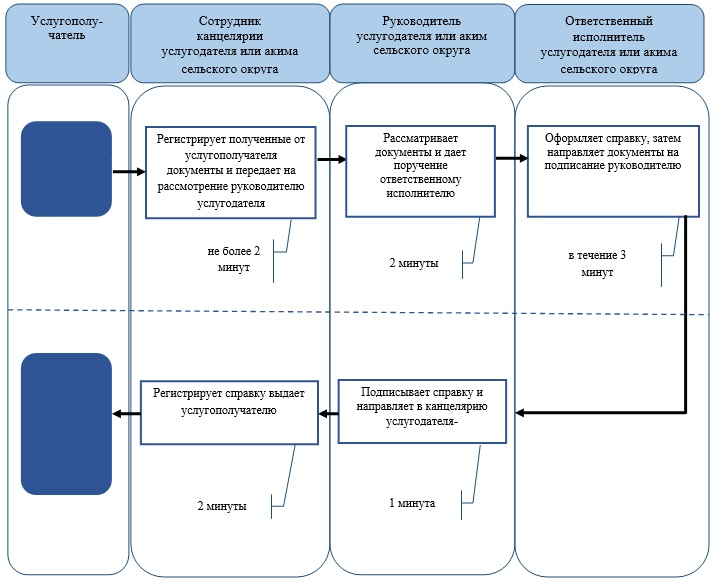 Услугополу-
чатель
Сотрудник
канцелярии
услугодателя или акима
сельского округа
Руководитель
услугодателя или аким
сельского округа
Ответственный
исполнитель
услугодателя или акима
сельского округа
Регистрирует полученные от
услугополучателя
документы и передает на
рассмотрение руководителю
услугодателя
Рассматривает
документы и дает
поручение
ответственному
исполнителю
Оформляет справку, затем
направляет документы на
подписание руководителю
не более 2
минут
2 минуты
в течение 3
минут
Регистрирует справку выдает
услугополучателю
Подписывает справку и
направляет в канцелярию
услугодателя-
2 минуты
1 минута